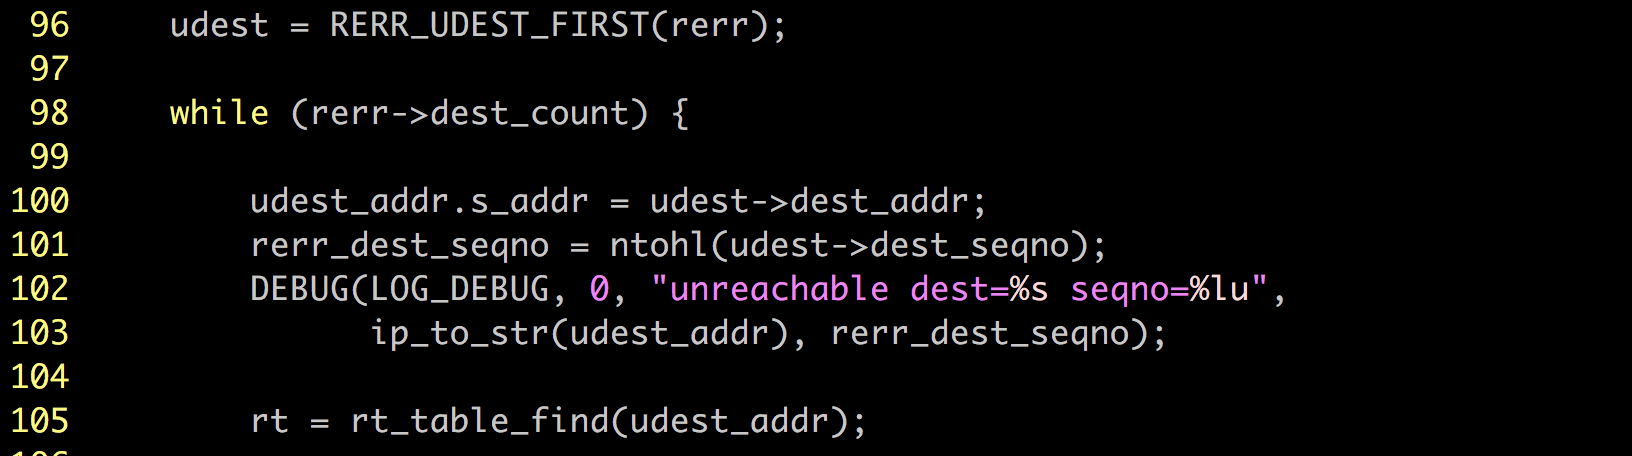 96     udest = RERR_UDEST_FIRST(rerr);
97
98     while (rerr->dest_count) {
99
100         udest_addr.s_addr = udest->dest_addr;
101         rerr_dest_seqno = ntohl(udest->dest_seqno);
102         DEBUG(LOG_DEBUG, 0, "unreachable dest=%s seqno=%lu",
103               ip_to_str(udest_addr), rerr_dest_seqno);
104
105         rt = rt_table_find(udest_addr);